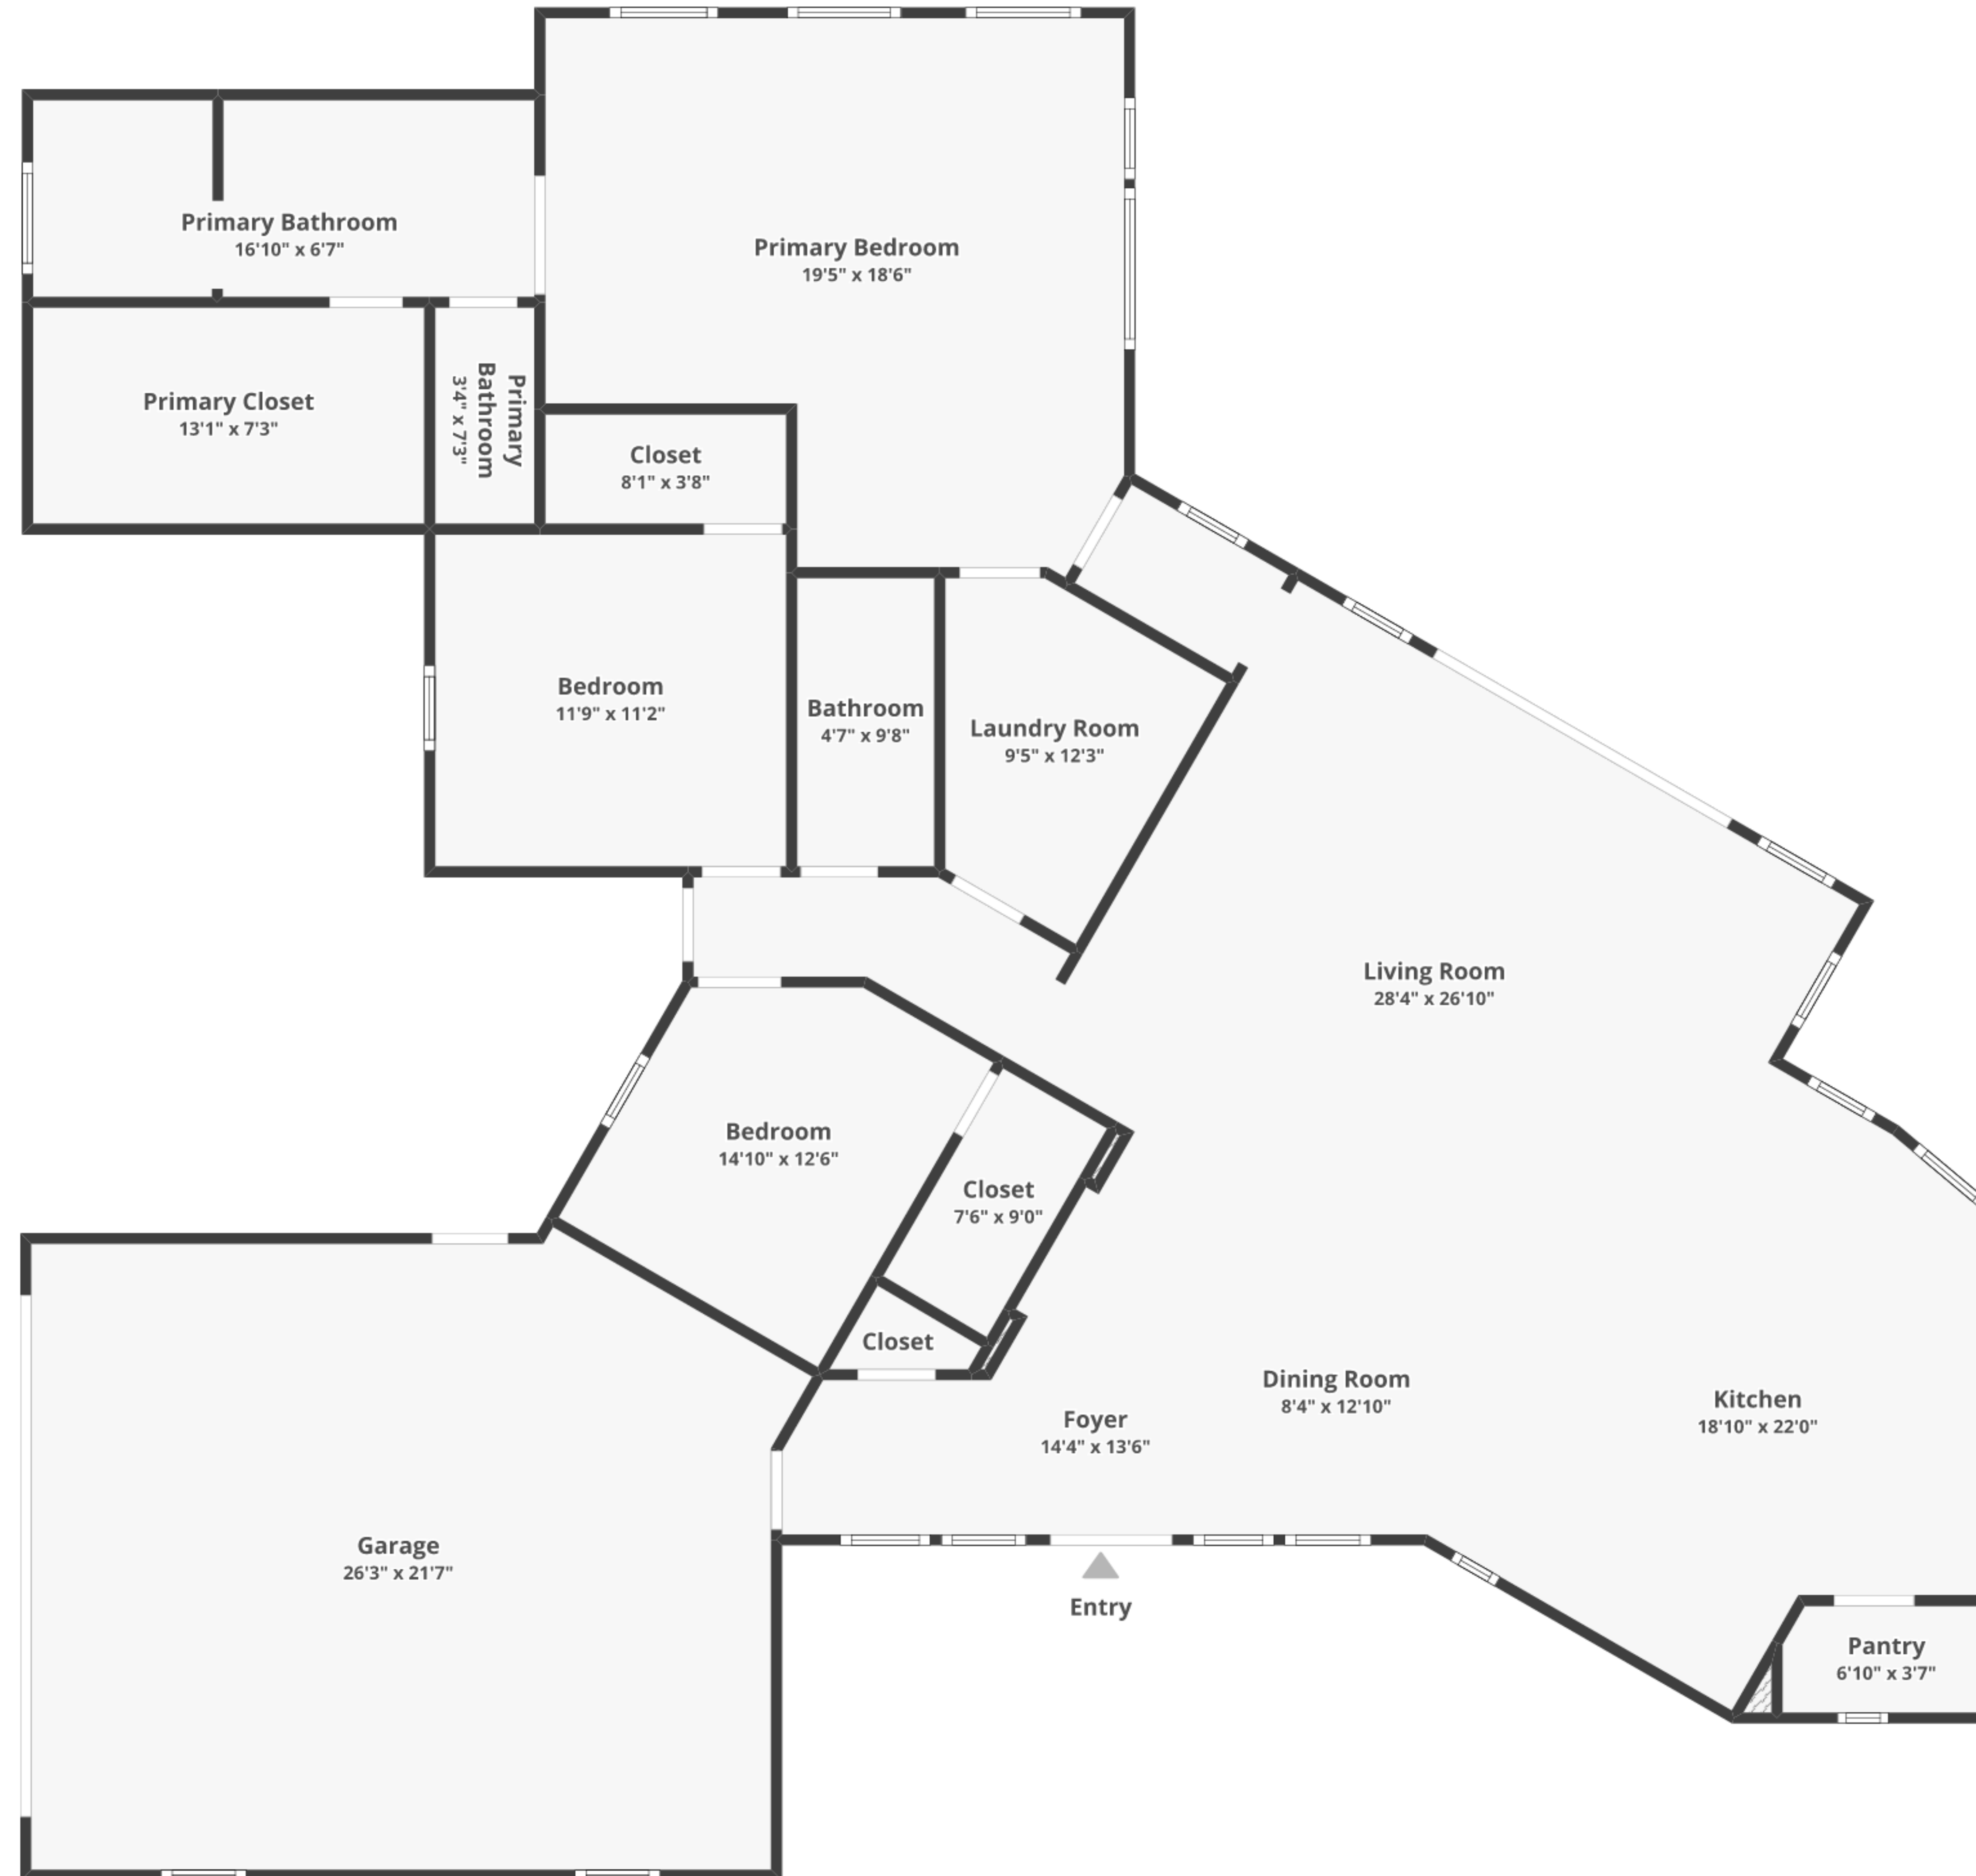 Primary Bathroom
16'10" x 6'7"
Primary Bedroom
19'5" x 18'6"
Primary Closet
13'1" x 7'3"
Primary
Bathroom
3'4" x 7'3"
Closet
8'1" x 3'8"
Bedroom
11'9" x 11'2"
Bathroom
4'7" x 9'8"
Laundry Room
9'5" x 12'3"
Living Room
28'4" x 26'10"
Bedroom
14'10" x 12'6"
Closet
7'6" x 9'0"
Closet
Dining Room
8'4" x 12'10"
Kitchen
18'10" x 22'0"
Foyer
14'4" x 13'6"
Garage
26'3" x 21'7"
Entry
Pantry
6'10" x 3'7"